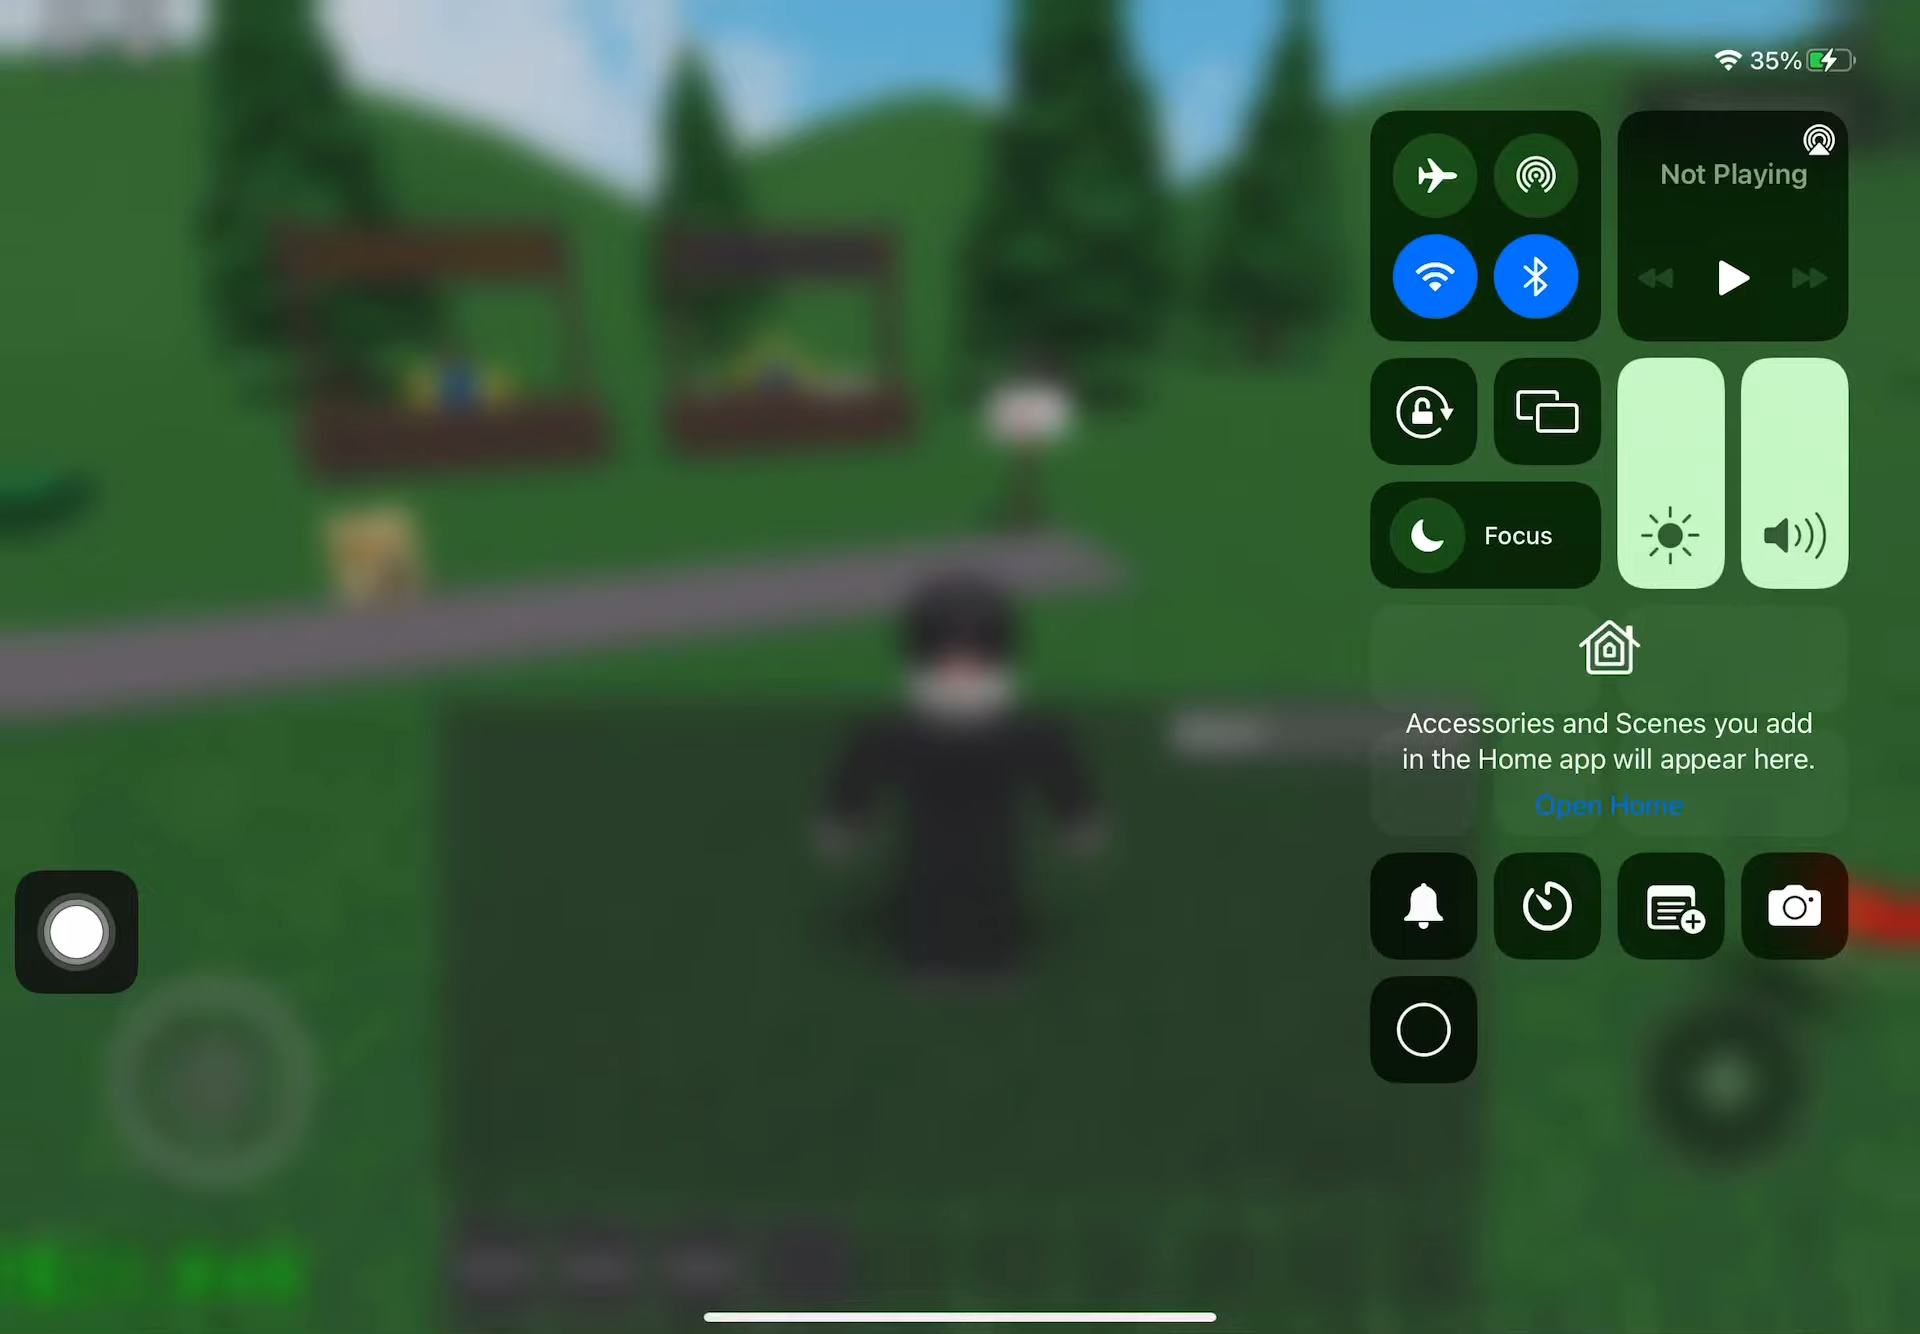 35%
Not Playing
Focus
Accessories and Scenes you add
in the Home app will appear here.
Open Home